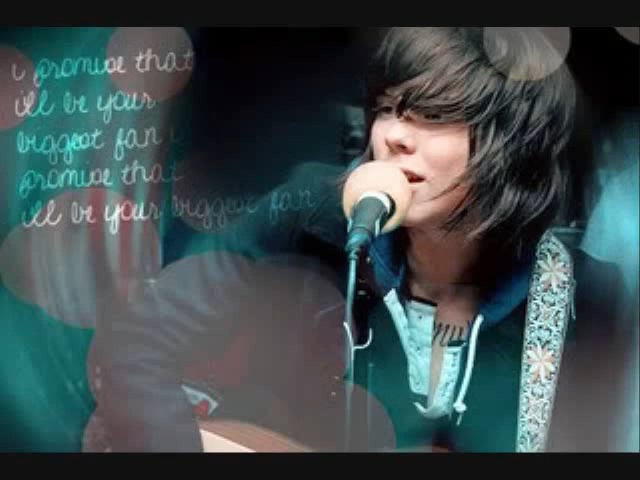 i promise that
ill be your
biggest fan i
promise that
ill be your biggest fan